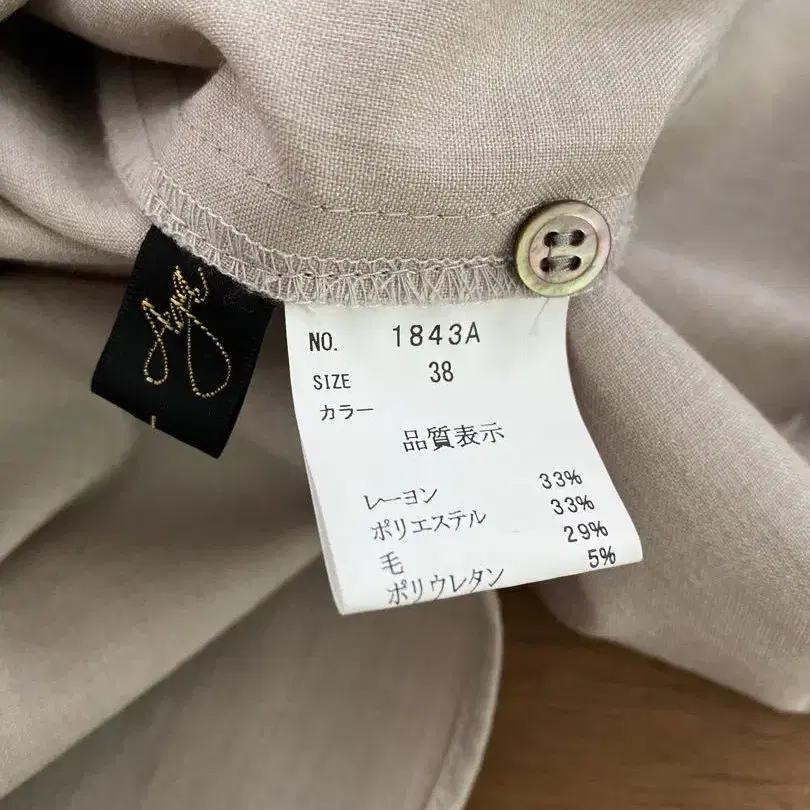 NO. 1843A
SIZE 38
カラー
品質表示
レーヨン 33%
ポリエステル 33%
毛 29%
ポリウレタン 5%